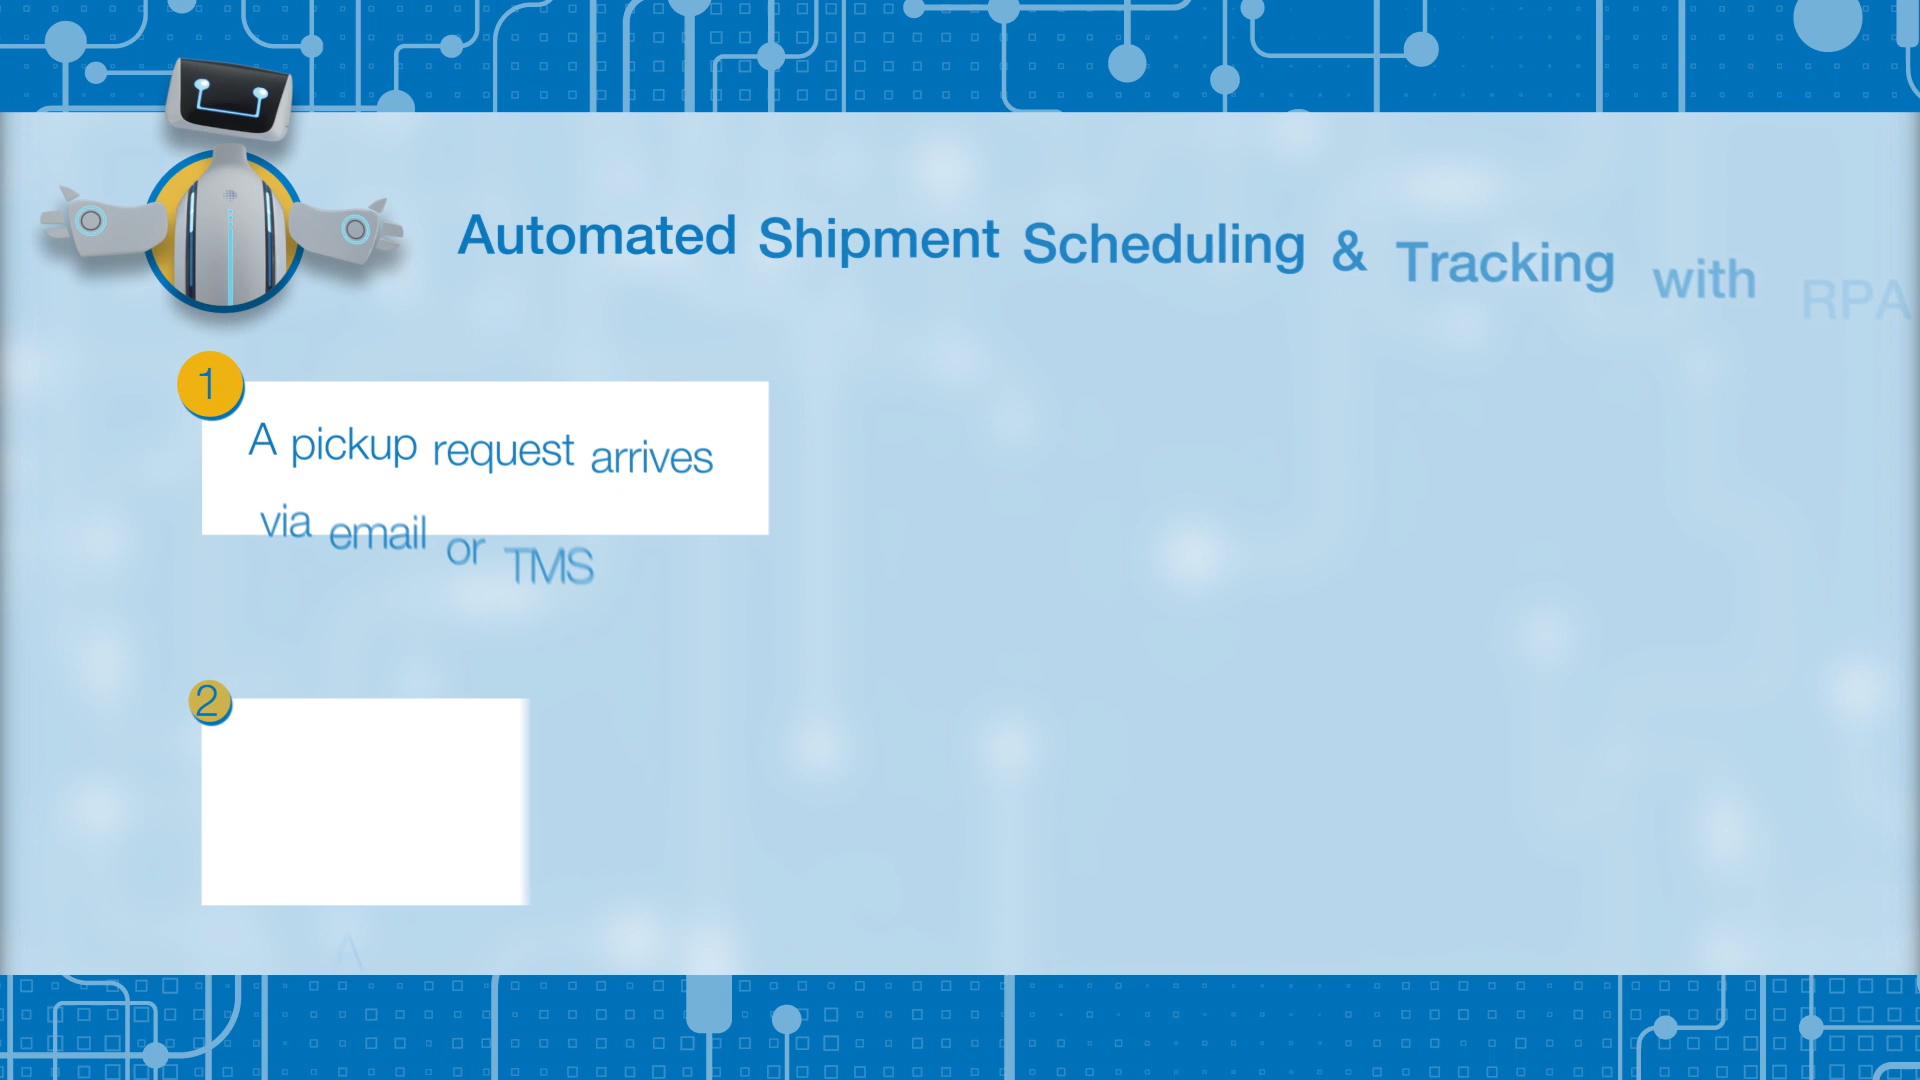 Automated Shipment Scheduling & Tracking with RPA
1
A pickup request arrives
via email or TMS
2